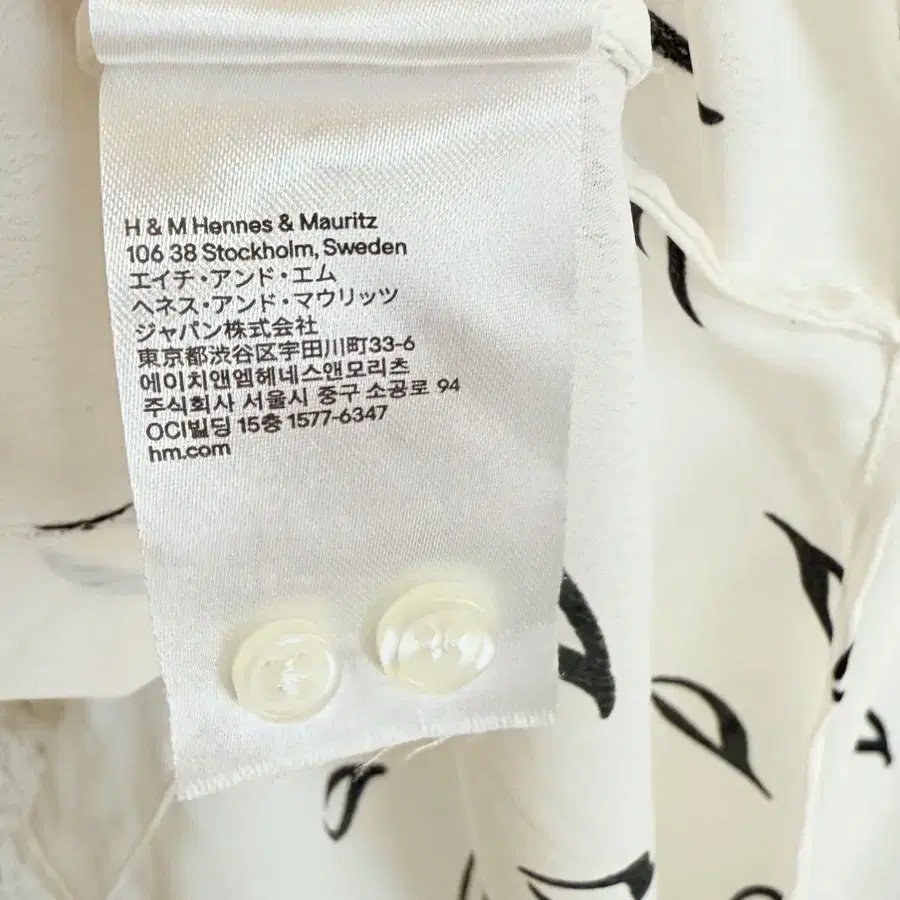 H & M Hennes & Mauritz
106 38 Stockholm, Sweden
エイチ・アンド・エム
ヘネス・アンド・マウリッツ
ジャパン株式会社
東京都渋谷区宇田川町33-6
에이치앤엠헤네스앤모리츠
주식회사 서울시 중구 소공로 94
OCI빌딩 15층 1577-6347
hm.com